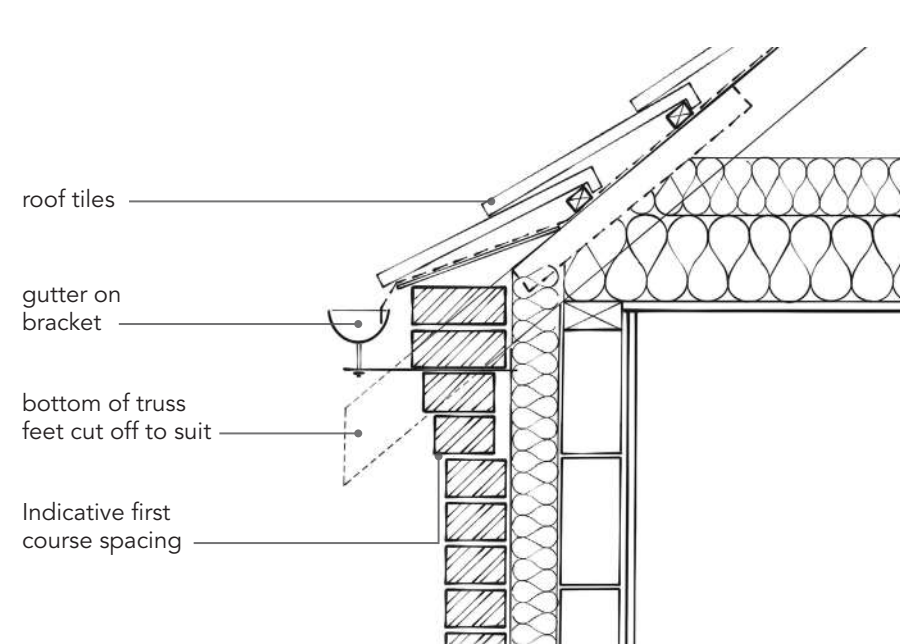 roof tiles
gutter on
bracket
bottom of truss
feet cut off to suit
Indicative first
course spacing